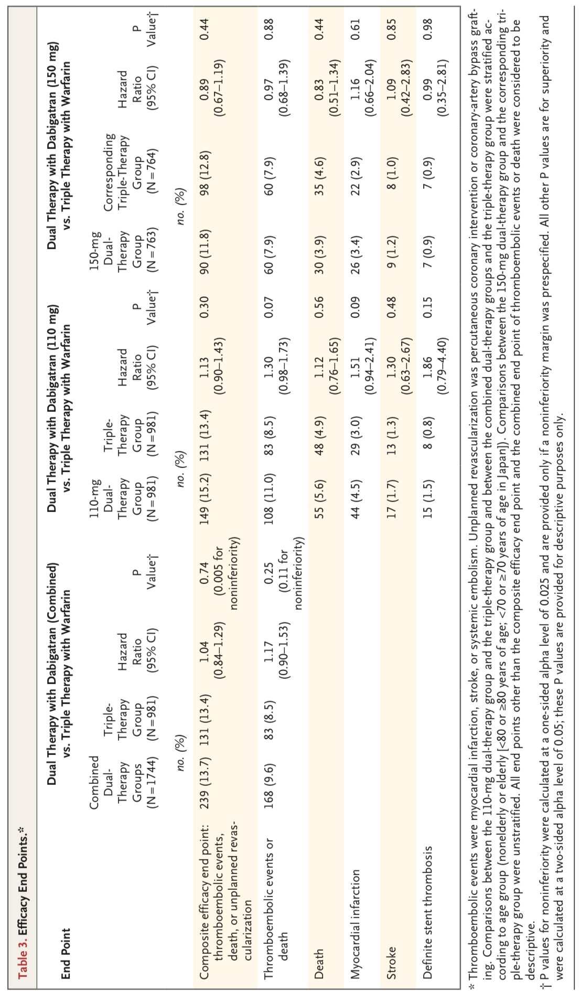 Table 3. Efficacy End Points.*
End Point
Dual Therapy with Dabigatran (Combined)
vs. Triple Therapy with Warfarin
Dual Therapy with Dabigatran (110 mg)
vs. Triple Therapy with Warfarin
Dual Therapy with Dabigatran (150 mg)
vs. Triple Therapy with Warfarin
Combined
Dual-
Therapy
Groups
(N=1744)
Triple-
Therapy
Group
(N=981)
Hazard
Ratio
(95% CI)
P
Value†
110-mg
Dual-
Therapy
Group
(N=981)
Triple-
Therapy
Group
(N=981)
Hazard
Ratio
(95% CI)
P
Value†
150-mg
Dual-
Therapy
Group
(N=763)
Corresponding
Triple-Therapy
Group
(N=764)
Hazard
Ratio
(95% CI)
P
Value†
no. (%) no. (%) no. (%)
Composite efficacy end point: 239 (13.7) 131 (13.4) 1.04 0.74 149 (15.2) 131 (13.4) 1.13 0.30 90 (11.8) 98 (12.8) 0.89 0.44
thromboembolic events, (0.84–1.29) (0.005 for (0.90–1.43) (0.67–1.19)
death, or unplanned revas- noninferiority)
cularization
Thromboembolic events or 168 (9.6) 83 (8.5) 1.17 0.25 108 (11.0) 83 (8.5) 1.30 0.07 60 (7.9) 60 (7.9) 0.97 0.88
death (0.90–1.53) (0.11 for (0.98–1.73) (0.68–1.39)
noninferiority)
Death 55 (5.6) 48 (4.9) 1.12 0.56 30 (3.9) 35 (4.6) 0.83 0.44
(0.76–1.65) (0.51–1.34)
Myocardial infarction 44 (4.5) 29 (3.0) 1.51 0.09 26 (3.4) 22 (2.9) 1.16 0.61
(0.94–2.41) (0.66–2.04)
Stroke 17 (1.7) 13 (1.3) 1.30 0.48 9 (1.2) 8 (1.0) 1.09 0.85
(0.63–2.67) (0.42–2.83)
Definite stent thrombosis 15 (1.5) 8 (0.8) 1.86 0.15 7 (0.9) 7 (0.9) 0.99 0.98
(0.79–4.40) (0.35–2.81)
* Thromboembolic events were myocardial infarction, stroke, or systemic embolism. Unplanned revascularization was percutaneous coronary intervention or coronary-artery bypass graft-
ing. Comparisons between the 110-mg dual-therapy group and the triple-therapy group and between the combined dual-therapy groups and the triple-therapy group were stratified ac-
cording to age group (nonelderly or elderly [<80 or ≥80 years of age; <70 or ≥70 years of age in Japan]). Comparisons between the 150-mg dual-therapy group and the corresponding tri-
ple-therapy group were unstratified. All end points other than the composite efficacy end point and the combined end point of thromboembolic events or death were considered to be
descriptive.
† P values for noninferiority were calculated at a one-sided alpha level of 0.025 and are provided only if a noninferiority margin was prespecified. All other P values are for superiority and
were calculated at a two-sided alpha level of 0.05; these P values are provided for descriptive purposes only.